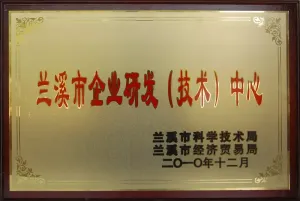 兰溪市企业研发（技术）中心
兰溪市科学技术局
兰溪市经济贸易局
二〇一〇年十二月